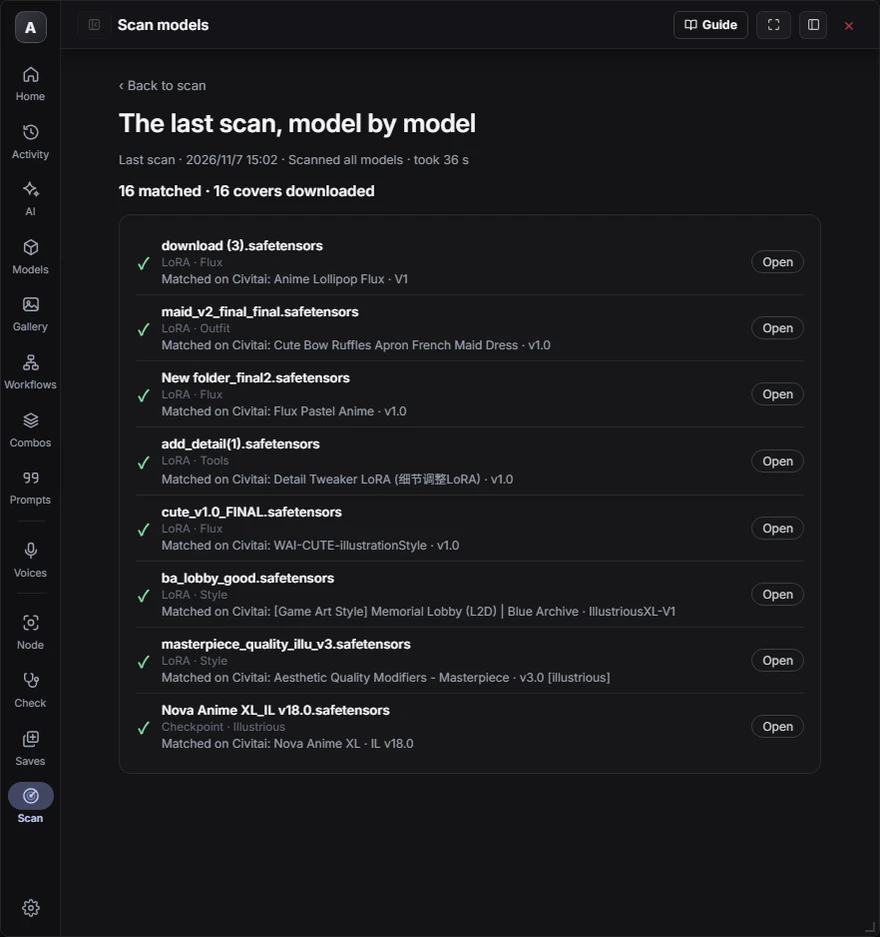 A
Scan models
Guide
Home
Activity
AI
Models
Gallery
Workflows
Combos
Prompts
Voices
Node
Check
Saves
Scan
‹ Back to scan
The last scan, model by model
Last scan · 2026/11/7 15:02 · Scanned all models · took 36 s
16 matched · 16 covers downloaded
download (3).safetensors
LoRA · Flux
Matched on Civitai: Anime Lollipop Flux · V1
Open
maid_v2_final_final.safetensors
LoRA · Outfit
Matched on Civitai: Cute Bow Ruffles Apron French Maid Dress · v1.0
Open
New folder_final2.safetensors
LoRA · Flux
Matched on Civitai: Flux Pastel Anime · v1.0
Open
add_detail(1).safetensors
LoRA · Tools
Matched on Civitai: Detail Tweaker LoRA (细节调整LoRA) · v1.0
Open
cute_v1.0_FINAL.safetensors
LoRA · Flux
Matched on Civitai: WAI-CUTE-illustrationStyle · v1.0
Open
ba_lobby_good.safetensors
LoRA · Style
Matched on Civitai: [Game Art Style] Memorial Lobby (L2D) | Blue Archive · IllustriousXL-V1
Open
masterpiece_quality_illu_v3.safetensors
LoRA · Style
Matched on Civitai: Aesthetic Quality Modifiers - Masterpiece · v3.0 [illustrious]
Open
Nova Anime XL_IL v18.0.safetensors
Checkpoint · Illustrious
Matched on Civitai: Nova Anime XL · IL v18.0
Open